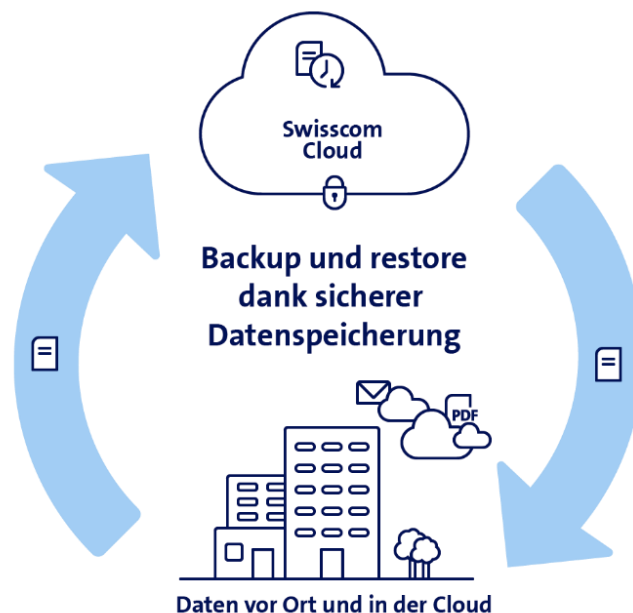 Swisscom
Cloud
Backup und restore
dank sicherer
Datenspeicherung
PDF
Daten vor Ort und in der Cloud